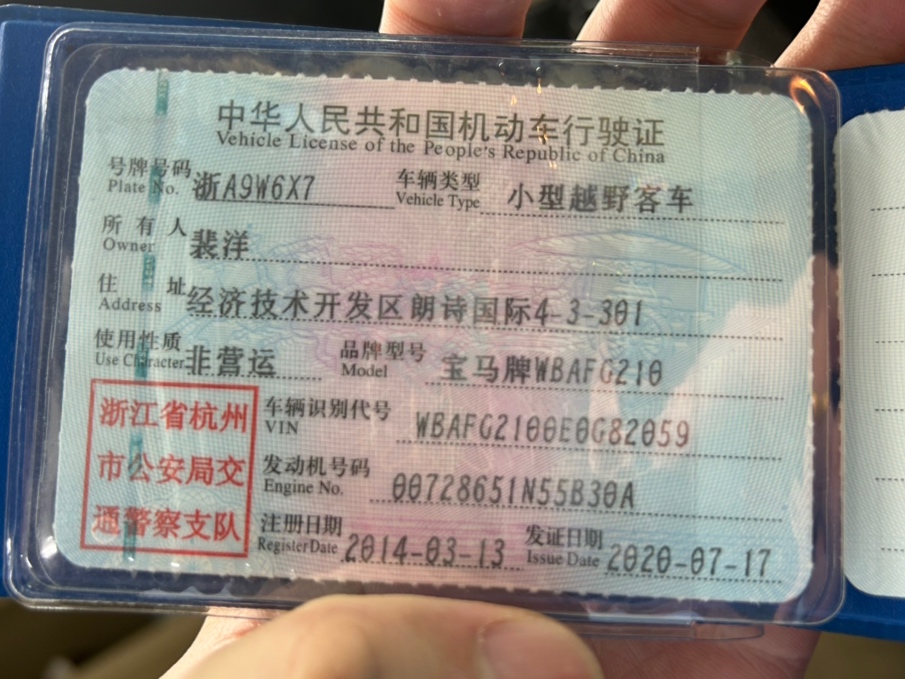 中华人民共和国机动车行驶证
Vehicle License of the People's Republic of China
号牌号码 浙A9W6X7 车辆类型 小型越野客车
Plate No. Vehicle Type
所有人 裴洋
Owner
住址 经济技术开发区朗诗国际4-3-301
Address
使用性质 非营运 品牌型号 宝马牌WBAFG210
Use Character Model
浙江省杭州
市公安局交
通警察支队
车辆识别代号 WBAFG2100E0G82059
VIN
发动机号码 00728651N55B30A
Engine No.
注册日期 2014-03-13 发证日期 2020-07-17
Register Date Issue Date